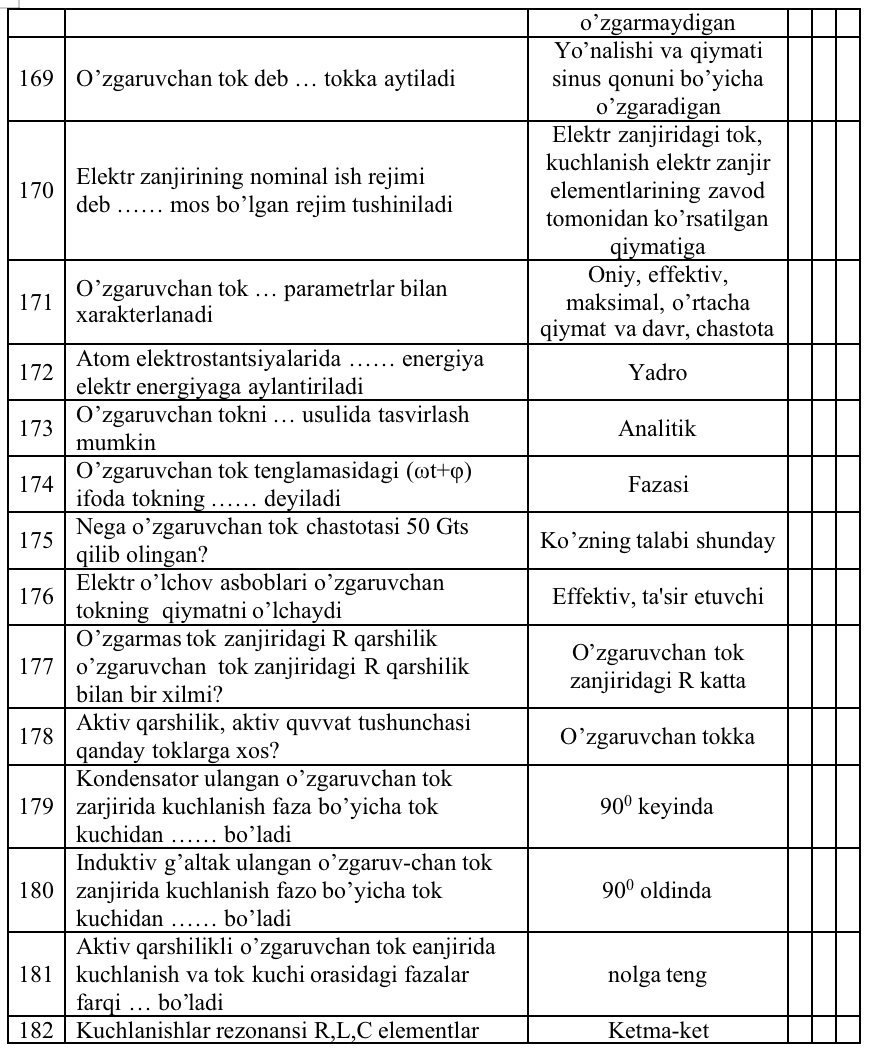 o’zgarmaydigan
169
O’zgaruvchan tok deb … tokka aytiladi
Yo’nalishi va qiymati
sinus qonuni bo’yicha
o’zgaradigan
170
Elektr zanjirining nominal ish rejimi
deb …… mos bo’lgan rejim tushiniladi
Elektr zanjiridagi tok,
kuchlanish elektr zanjir
elementlarining zavod
tomonidan ko’rsatilgan
qiymatiga
171
O’zgaruvchan tok … parametrlar bilan
xarakterlanadi
Oniy, effektiv,
maksimal, o’rtacha
qiymat va davr, chastota
172
Atom elektrostantsiyalarida …… energiya
elektr energiyaga aylantiriladi
Yadro
173
O’zgaruvchan tokni … usulida tasvirlash
mumkin
Analitik
174
O’zgaruvchan tok tenglamasidagi (ωt+φ)
ifoda tokning …… deyiladi
Fazasi
175
Nega o’zgaruvchan tok chastotasi 50 Gts
qilib olingan?
Ko’zning talabi shunday
176
Elektr o’lchov asboblari o’zgaruvchan
tokning qiymatni o’lchaydi
Effektiv, ta'sir etuvchi
177
O’zgarmas tok zanjiridagi R qarshilik
o’zgaruvchan tok zanjiridagi R qarshilik
bilan bir xilmi?
O’zgaruvchan tok
zanjiridagi R katta
178
Aktiv qarshilik, aktiv quvvat tushunchasi
qanday toklarga xos?
O’zgaruvchan tokka
179
Kondensator ulangan o’zgaruvchan tok
zarjirida kuchlanish faza bo’yicha tok
kuchidan …… bo’ladi
90⁰ keyinda
180
Induktiv g’altak ulangan o’zgaruv-chan tok
zanjirida kuchlanish fazo bo’yicha tok
kuchidan …… bo’ladi
90⁰ oldinda
181
Aktiv qarshilikli o’zgaruvchan tok eanjirida
kuchlanish va tok kuchi orasidagi fazalar
farqi … bo’ladi
nolga teng
182
Kuchlanishlar rezonansi R,L,C elementlar
Ketma-ket